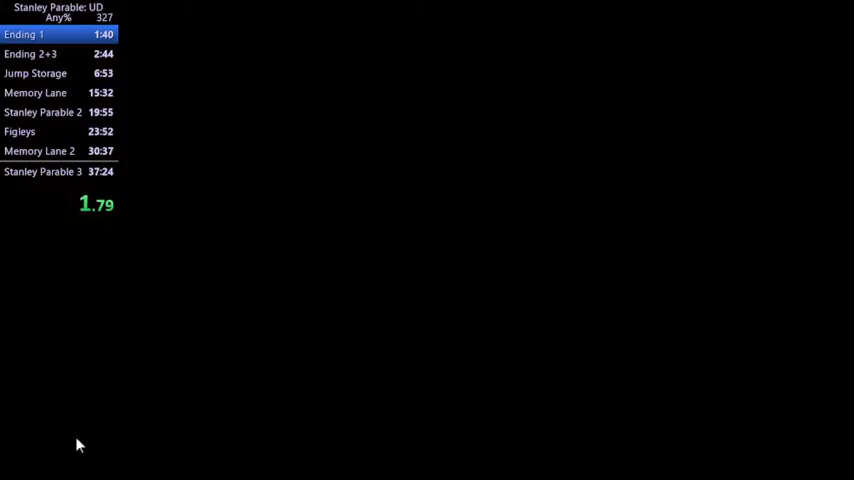 Stanley Parable: UD
Any% 327
Ending 1 1:40
Ending 2+3 2:44
Jump Storage 6:53
Memory Lane 15:32
Stanley Parable 2 19:55
Figleys 23:52
Memory Lane 2 30:37
Stanley Parable 3 37:24
1.79